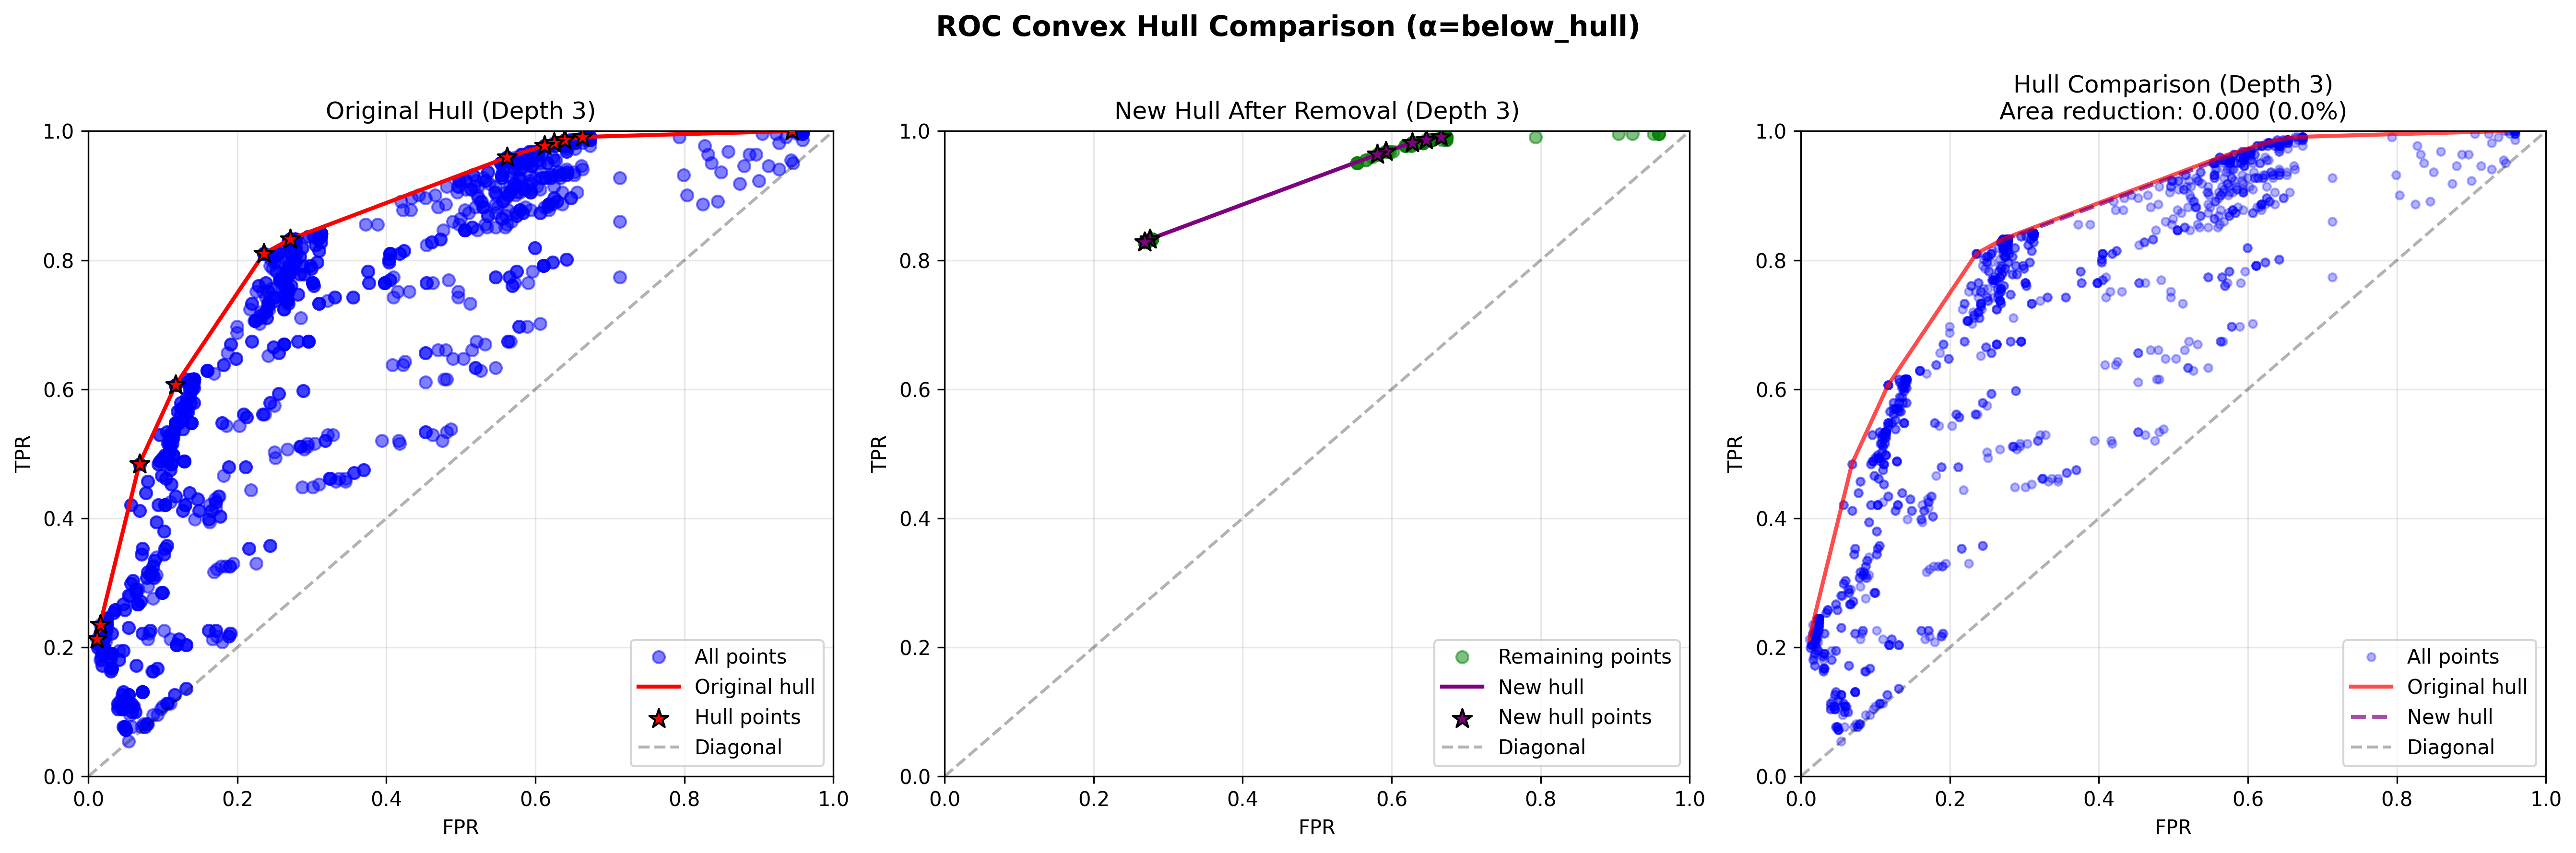 ROC Convex Hull Comparison (α=below_hull)
Original Hull (Depth 3)
1.0
0.8
0.6
0.4
0.2
0.0
TPR
0.0 0.2 0.4 0.6 0.8 1.0
FPR
All points
Original hull
Hull points
Diagonal
New Hull After Removal (Depth 3)
1.0
0.8
0.6
0.4
0.2
0.0
TPR
0.0 0.2 0.4 0.6 0.8 1.0
FPR
Remaining points
New hull
New hull points
Diagonal
Hull Comparison (Depth 3)
Area reduction: 0.000 (0.0%)
1.0
0.8
0.6
0.4
0.2
0.0
TPR
0.0 0.2 0.4 0.6 0.8 1.0
FPR
All points
Original hull
New hull
Diagonal